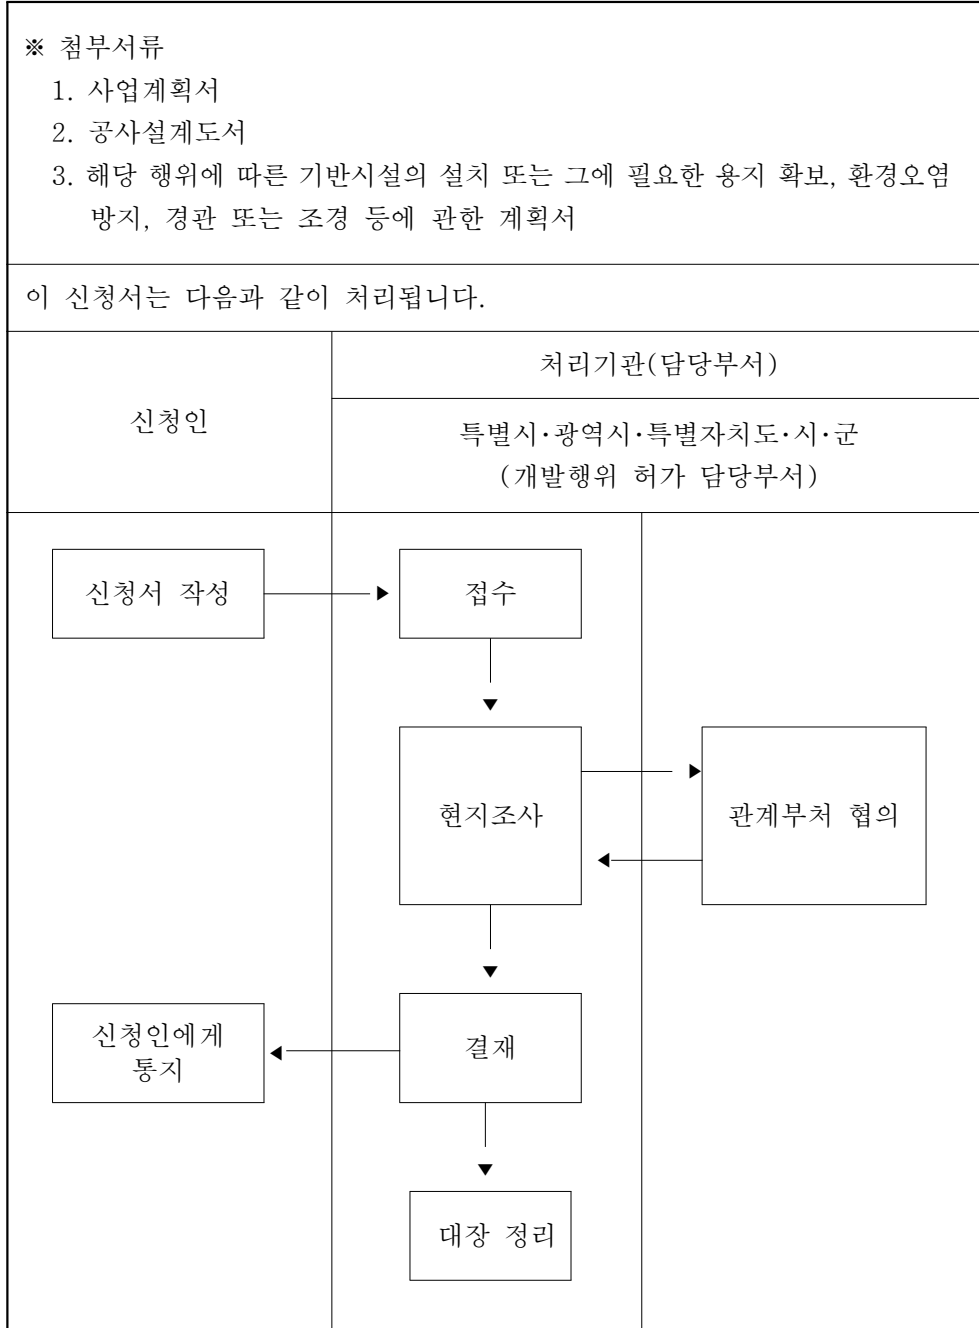 ※ 첨부서류
1. 사업계획서
2. 공사설계도서
3. 해당 행위에 따른 기반시설의 설치 또는 그에 필요한 용지 확보, 환경오염
방지, 경관 또는 조경 등에 관한 계획서
이 신청서는 다음과 같이 처리됩니다.
신청인
처리기관(담당부서)
특별시·광역시·특별자치도·시·군
(개발행위 허가 담당부서)
신청서 작성
접수
현지조사
관계부처 협의
신청인에게
통지
결재
대장 정리